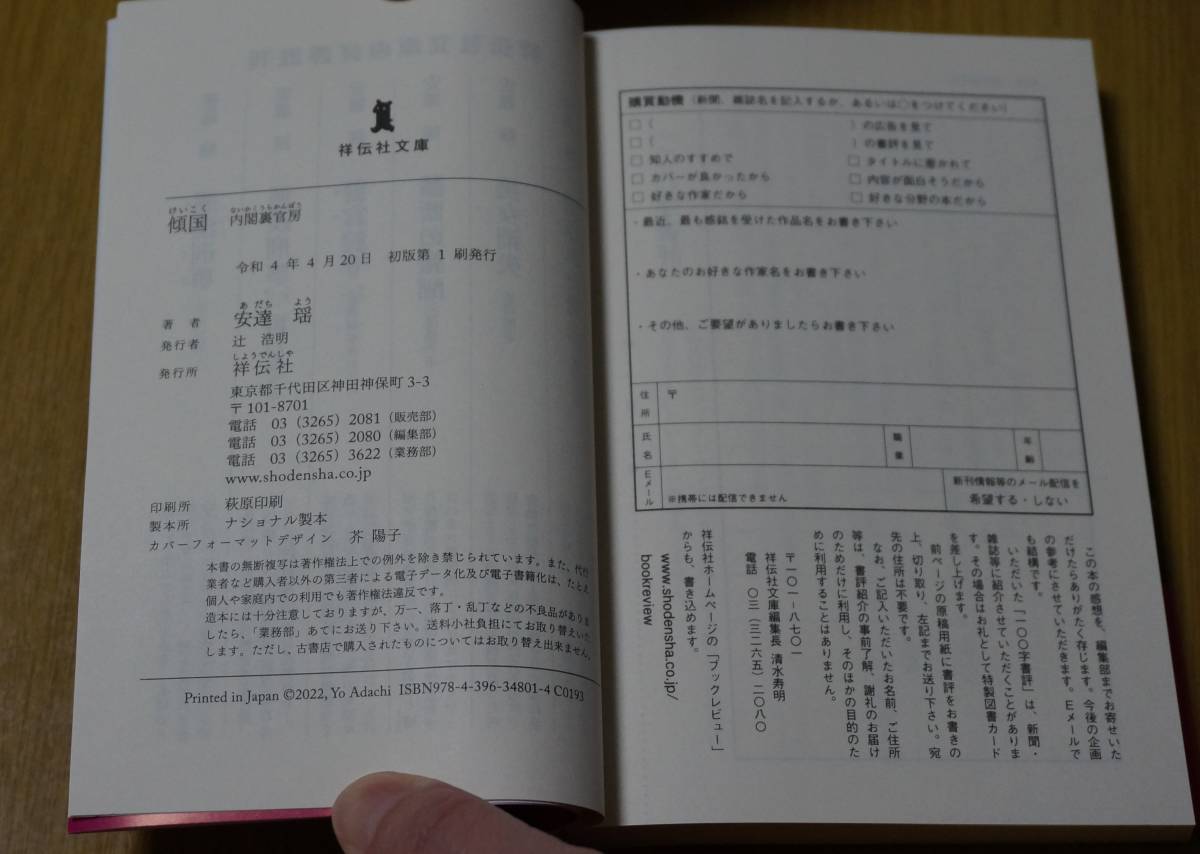 祥伝社文庫
けいこく ないかくうらかんぼう
傾国 内閣裏官房
令和4年4月20日 初版第1刷発行
あだち よう
著者 安達 瑶
発行者 辻 浩明
しょうでんしゃ
発行所 祥伝社
東京都千代田区神田神保町3-3
〒101-8701
電話 03(3265)2081(販売部)
電話 03(3265)2080(編集部)
電話 03(3265)3622(業務部)
www.shodensha.co.jp
印刷所 萩原印刷
製本所 ナショナル製本
カバーフォーマットデザイン 芥 陽子
本書の無断複写は著作権法上での例外を除き禁じられています。また、代行
業者など購入者以外の第三者による電子データ化及び電子書籍化は、たとえ
個人や家庭内での利用でも著作権法違反です。
造本には十分注意しておりますが、万一、落丁・乱丁などの不良品がありま
したら、「業務部」あてにお送り下さい。送料小社負担にてお取り替えいた
します。ただし、古書店で購入されたものについてはお取り替え出来ません。
Printed in Japan ©2022, Yo Adachi ISBN978-4-396-34801-4 C0193
購買動機(新聞、雑誌名を記入するか、あるいは○をつけてください)
□( )の広告を見て
□( )の書評を見て
□ 知人のすすめで □ タイトルに惹かれて
□ カバーが良かったから □ 内容が面白そうだから
□ 好きな作家だから □ 好きな分野の本だから
・最近、最も感銘を受けた作品名をお書き下さい
・あなたのお好きな作家名をお書き下さい
・その他、ご要望がありましたらお書き下さい
住所 〒
氏名 職業 年齢
Eメール ※携帯には配信できません 新刊情報等のメール配信を
希望する・しない
この本の感想を、編集部までお寄せいた
だけたらありがたく存じます。今後の企画
の参考にさせていただきます。Eメールで
も結構です。
いただいた「一〇〇字書評」は、新聞・
雑誌等に紹介させていただくことがありま
す。その場合はお礼として特製図書カード
を差し上げます。
前ページの原稿用紙に書評をお書きの
上、切り取り、左記までお送り下さい。宛
先の住所は不要です。
なお、ご記入いただいたお名前、ご住所
等は、書評紹介の事前了解、謝礼のお届け
のためだけに利用し、そのほかの目的のた
めに利用することはありません。
〒一〇一-八七〇一
祥伝社文庫編集長 清水寿明
電話 〇三(三二六五)二〇八〇
祥伝社ホームページの「ブックレビュー」
からも、書き込めます。
www.shodensha.co.jp/
bookreview